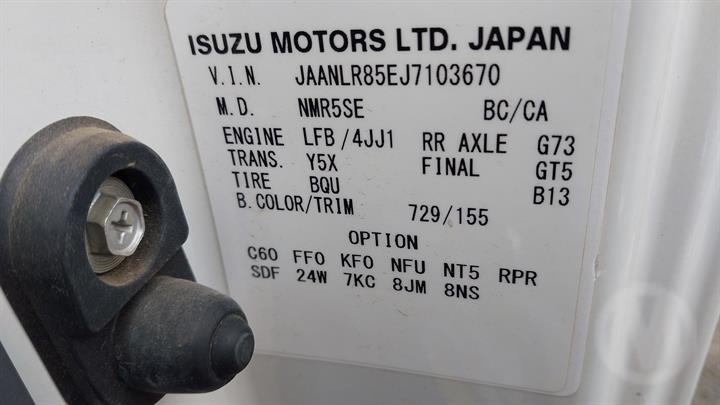 ISUZU MOTORS LTD. JAPAN
V.I.N. JAANLR85EJ7103670
M.D. NMR5SE BC/CA
ENGINE LFB /4JJ1 RR AXLE G73
TRANS. Y5X FINAL GT5
TIRE BQU B13
B.COLOR/TRIM 729/155
OPTION
C60 FFO KFO NFU NT5 RPR
SDF 24W 7KC 8JM 8NS
M